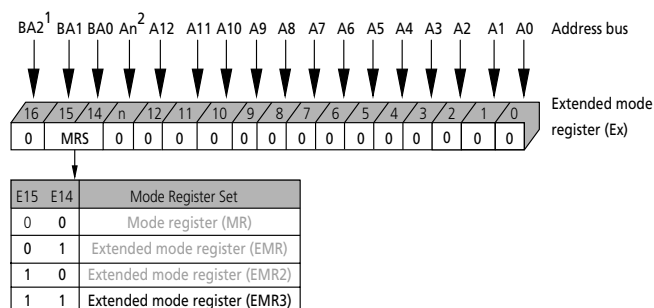 BA2¹ BA1 BA0 An² A12 A11 A10 A9 A8 A7 A6 A5 A4 A3 A2 A1 A0 Address bus
16 15 14 n 12 11 10 9 8 7 6 5 4 3 2 1 0 Extended mode
register (Ex)
0 MRS 0 0 0 0 0 0 0 0 0 0 0 0 0 0
E15 E14 Mode Register Set
0 0 Mode register (MR)
0 1 Extended mode register (EMR)
1 0 Extended mode register (EMR2)
1 1 Extended mode register (EMR3)